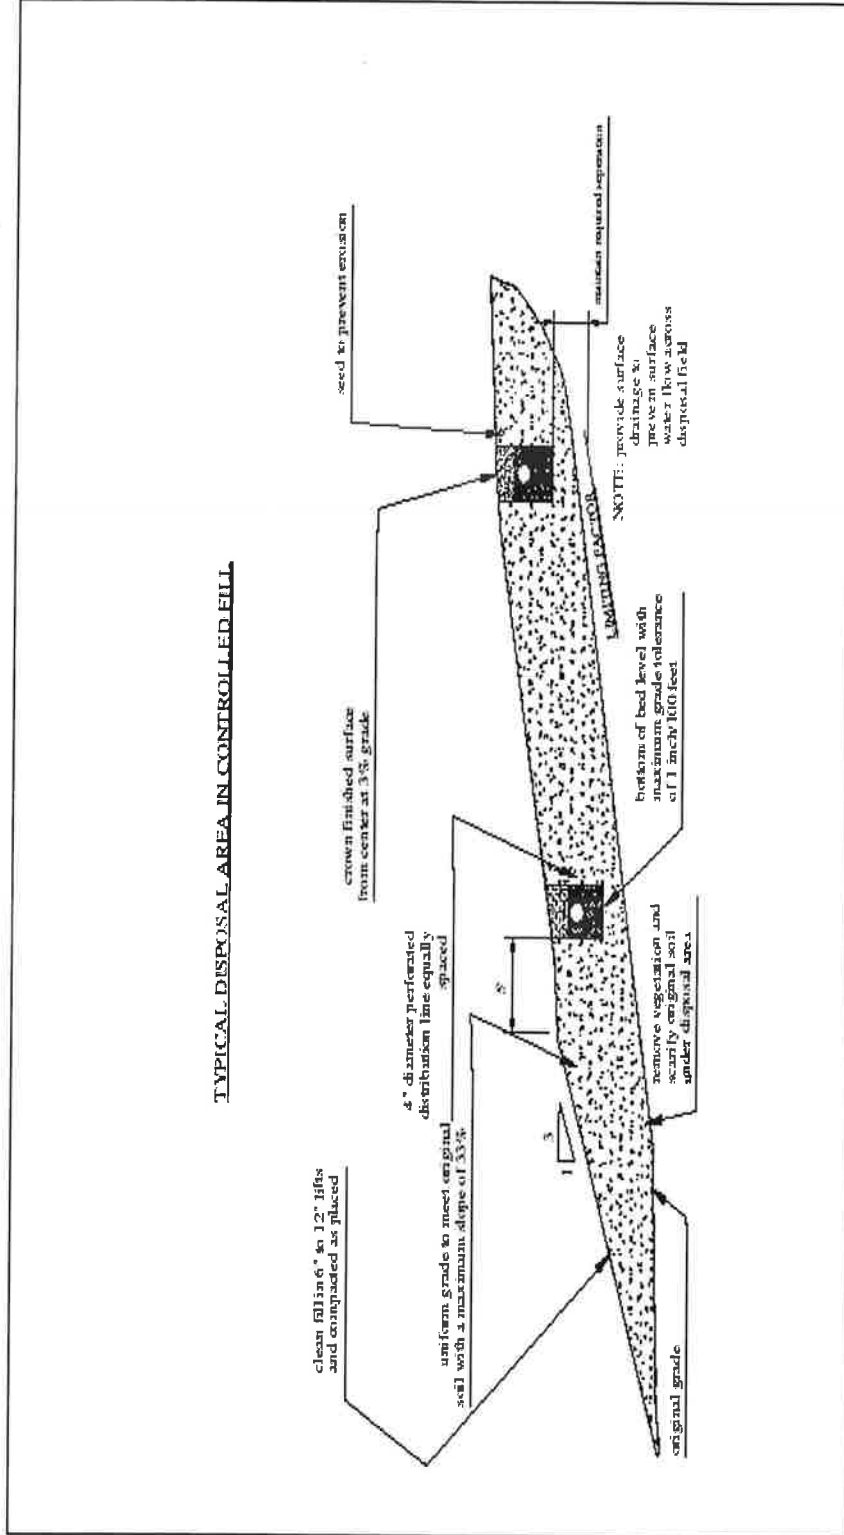 TYPICAL DISPOSAL AREA IN CONTROLLED FILL
clean fill in 6" to 12" lifts
and compacted as placed
crown finished surface
from center at 3% grade
seed to prevent erosion
4" diameter perforated
distribution line equally
spaced
uniform grade to meet original
soil with a maximum slope of 33%
3
1
LIMITING FACTOR
maintain required seperation
NOTE: provide surface
drainage to
prevent surface
water flow across
disposal field
bottom of bed level with
maximum grade tolerance
of 1 inch/100 feet
remove vegetation and
scarify original soil
under disposal area
original grade